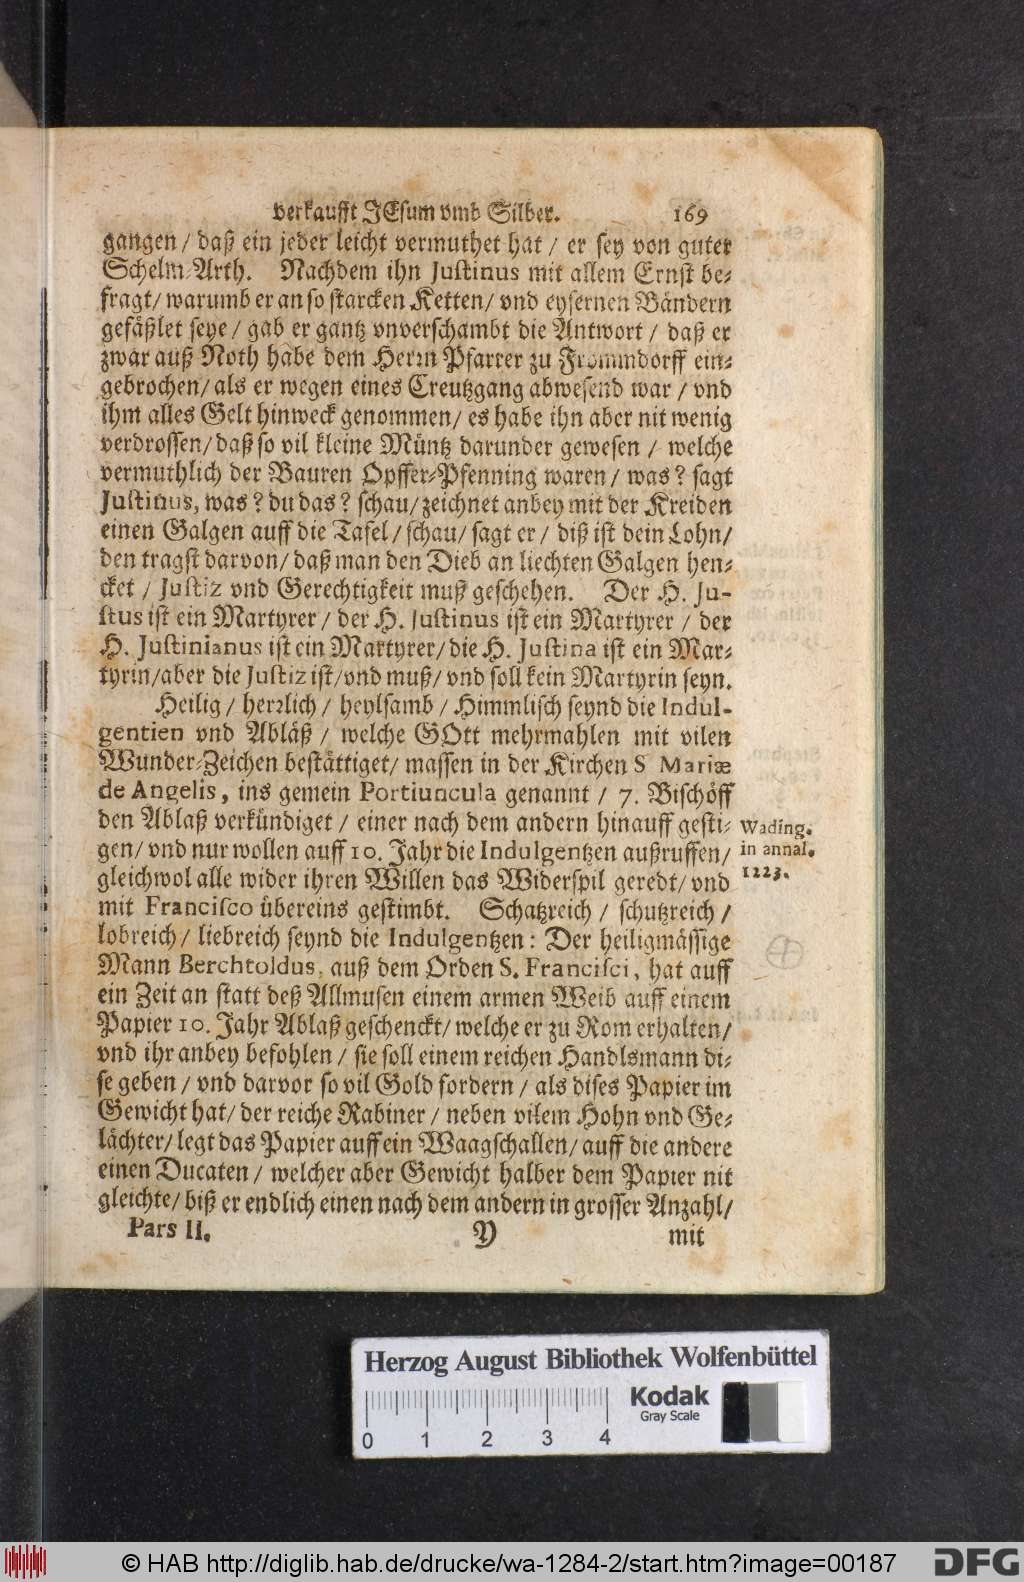 verkaufft JEsum vmb Silber. 169
gangen / daß ein jeder leicht vermuthet hat / er sey von guter
Schelm-Arth. Nachdem ihn Justinus mit allem Ernst be-
fragt / warumb er an so starcken Ketten / vnd eysernen Bändern
gefäßlet seye / gab er gantz vnverschambt die Antwort / daß er
zwar auß Noth habe dem Herrn Pfarrer zu Frommdorff ein-
gebrochen / als er wegen eines Creutzgang abwesend war / vnd
ihm alles Gelt hinweck genommen / es habe ihn aber nit wenig
verdrossen / daß so vil kleine Müntz darunder gewesen / welche
vermuthlich der Bauren Opffer-Pfenning waren / was? sagt
Justinus, was? du das? schau / zeichnet anbey mit der Kreiden
einen Galgen auff die Tafel / schau / sagt er / diß ist dein Lohn /
den tragst darvon / daß man den Dieb an liechten Galgen hen-
cket / Justiz vnd Gerechtigkeit muß geschehen. Der H. Ju-
stus ist ein Martyrer / der H. Justinus ist ein Martyrer / der
H. Justinianus ist ein Martyrer / die H. Justina ist ein Mar-
tyrin / aber die Justiz ist / vnd muß / vnd soll kein Martyrin seyn.
Heilig / herrlich / heylsamb / Himmlisch seynd die Indul-
gentien vnd Abläß / welche GOtt mehrmahlen mit vilen
Wunder-Zeichen bestättiget / massen in der Kirchen S Mariæ
de Angelis, ins gemein Portiuncula genannt / 7. Bischöff
den Ablaß verkündiget / einer nach dem andern hinauff gesti-
gen / vnd nur wollen auff 10. Jahr die Indulgentzen außruffen /
gleichwol alle wider ihren Willen das Widerspil geredt / vnd
mit Francisco übereins gestimbt. Schatzreich / schutzreich /
lobreich / liebreich seynd die Indulgentzen: Der heiligmässige
Mann Berchtoldus, auß dem Orden S. Francisci, hat auff
ein Zeit an statt deß Allmusen einem armen Weib auff einem
Papier 10. Jahr Ablaß geschenckt / welche er zu Rom erhalten /
vnd ihr anbey befohlen / sie soll einem reichen Handlsmann di-
se geben / vnd darvor so vil Gold fordern / als dises Papier im
Gewicht hat / der reiche Rabiner / neben vilem Hohn vnd Ge-
lächter / legt das Papier auff ein Waagschallen / auff die andere
einen Ducaten / welcher aber Gewicht halber dem Papier nit
gleichte / biß er endlich einen nach dem andern in grosser Anzahl /
Pars II. Y mit
Wading.
in annal.
1223.
Herzog August Bibliothek Wolfenbüttel
Kodak
Gray Scale
0 1 2 3 4
© HAB http://diglib.hab.de/drucke/wa-1284-2/start.htm?image=00187
DFG